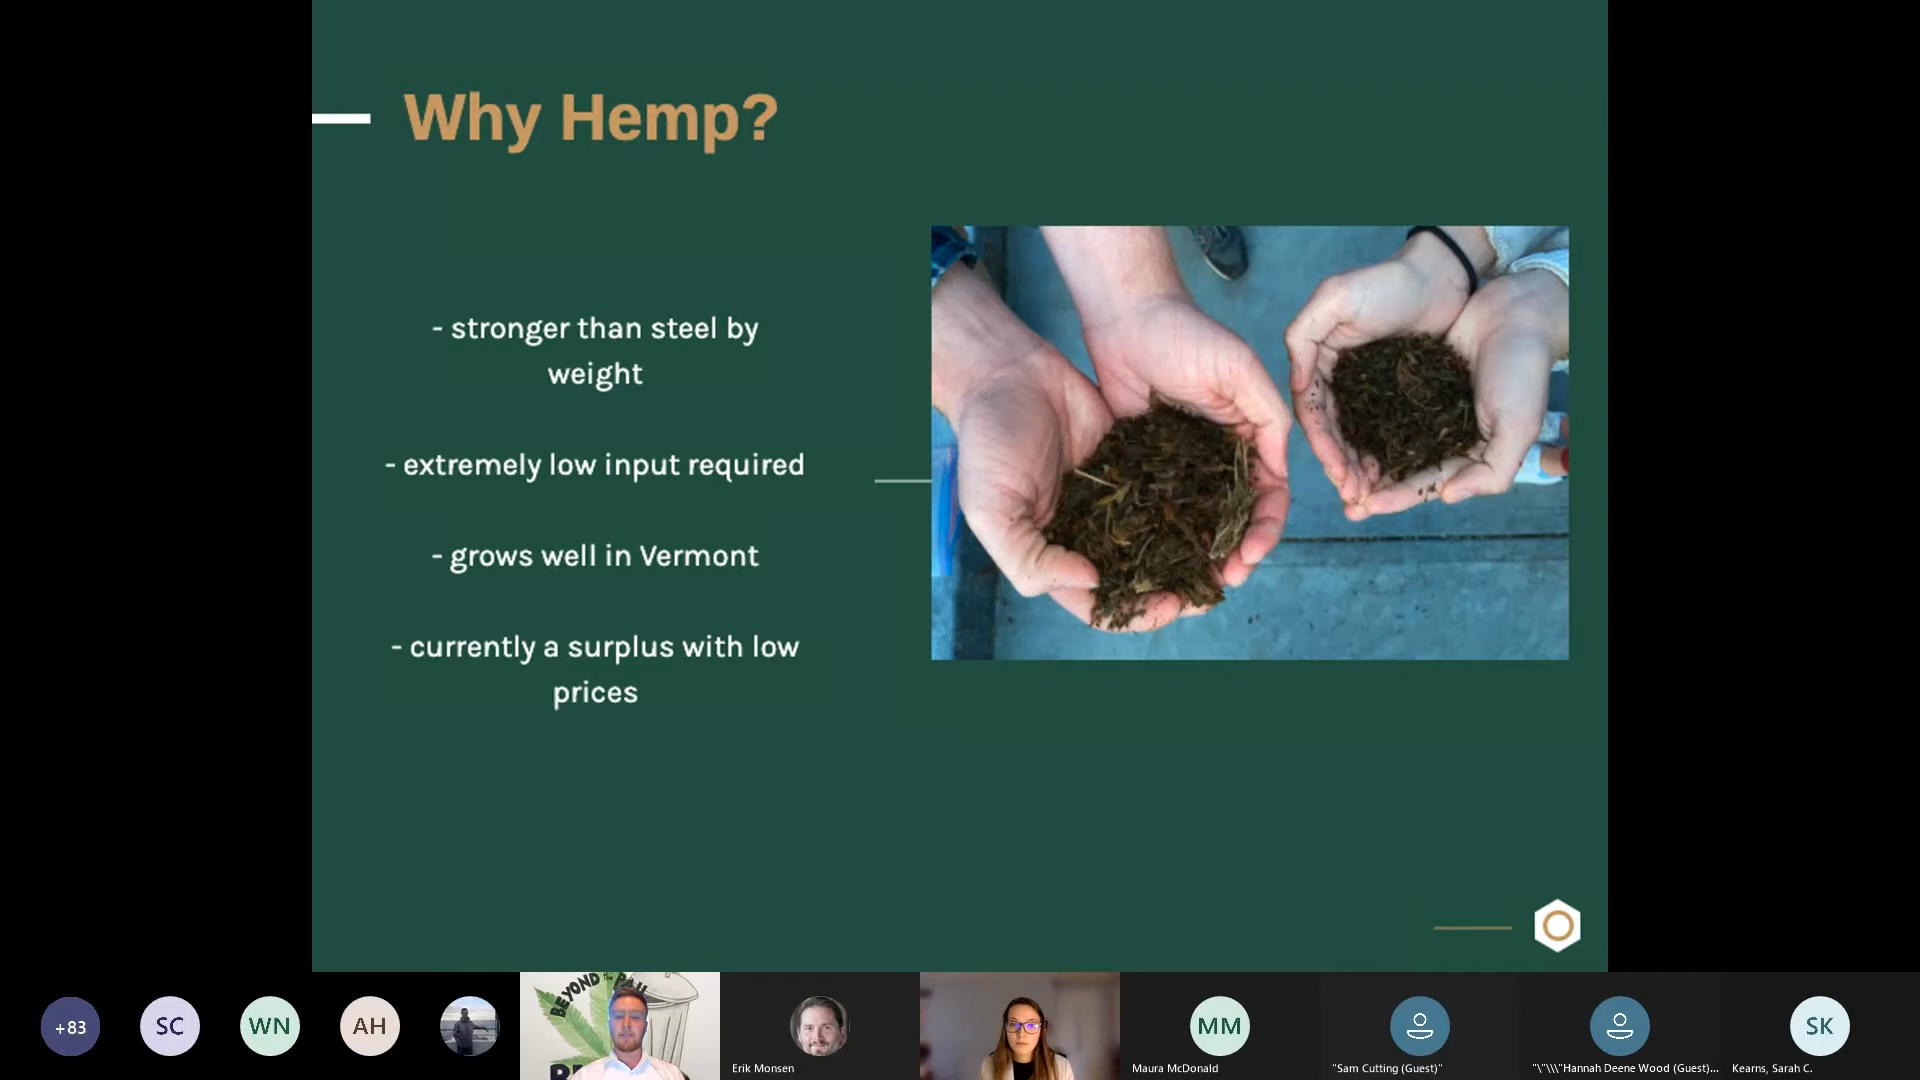 Why Hemp?
- stronger than steel by
weight
- extremely low input required
- grows well in Vermont
- currently a surplus with low
prices
+83
SC
WN
AH
BEYOND THE
Erik Monsen
MM
Maura McDonald
"Sam Cutting (Guest)"
"\"\\\"Hannah Deene Wood (Guest)...
SK
Kearns, Sarah C.